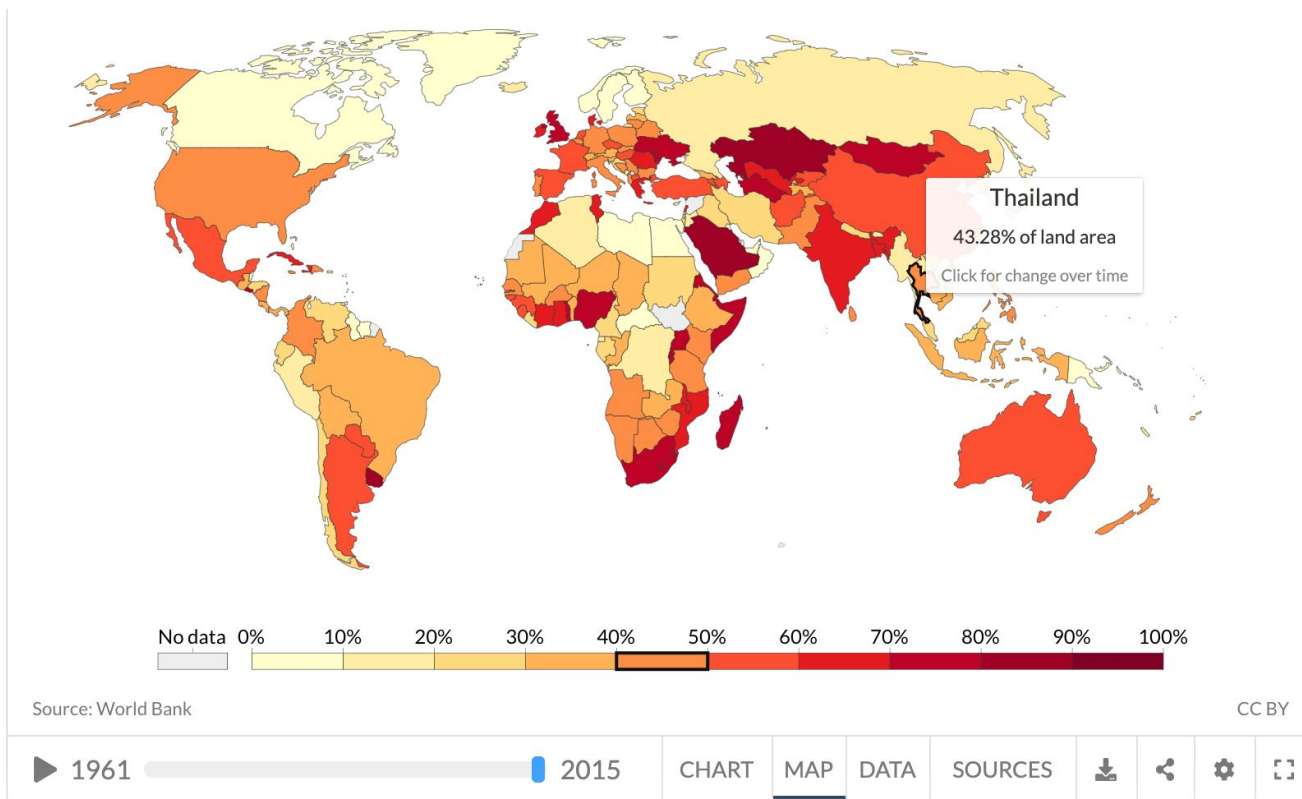 Thailand
43.28% of land area
Click for change over time
No data 0% 10% 20% 30% 40% 50% 60% 70% 80% 90% 100%
Source: World Bank CC BY
1961 2015 CHART MAP DATA SOURCES